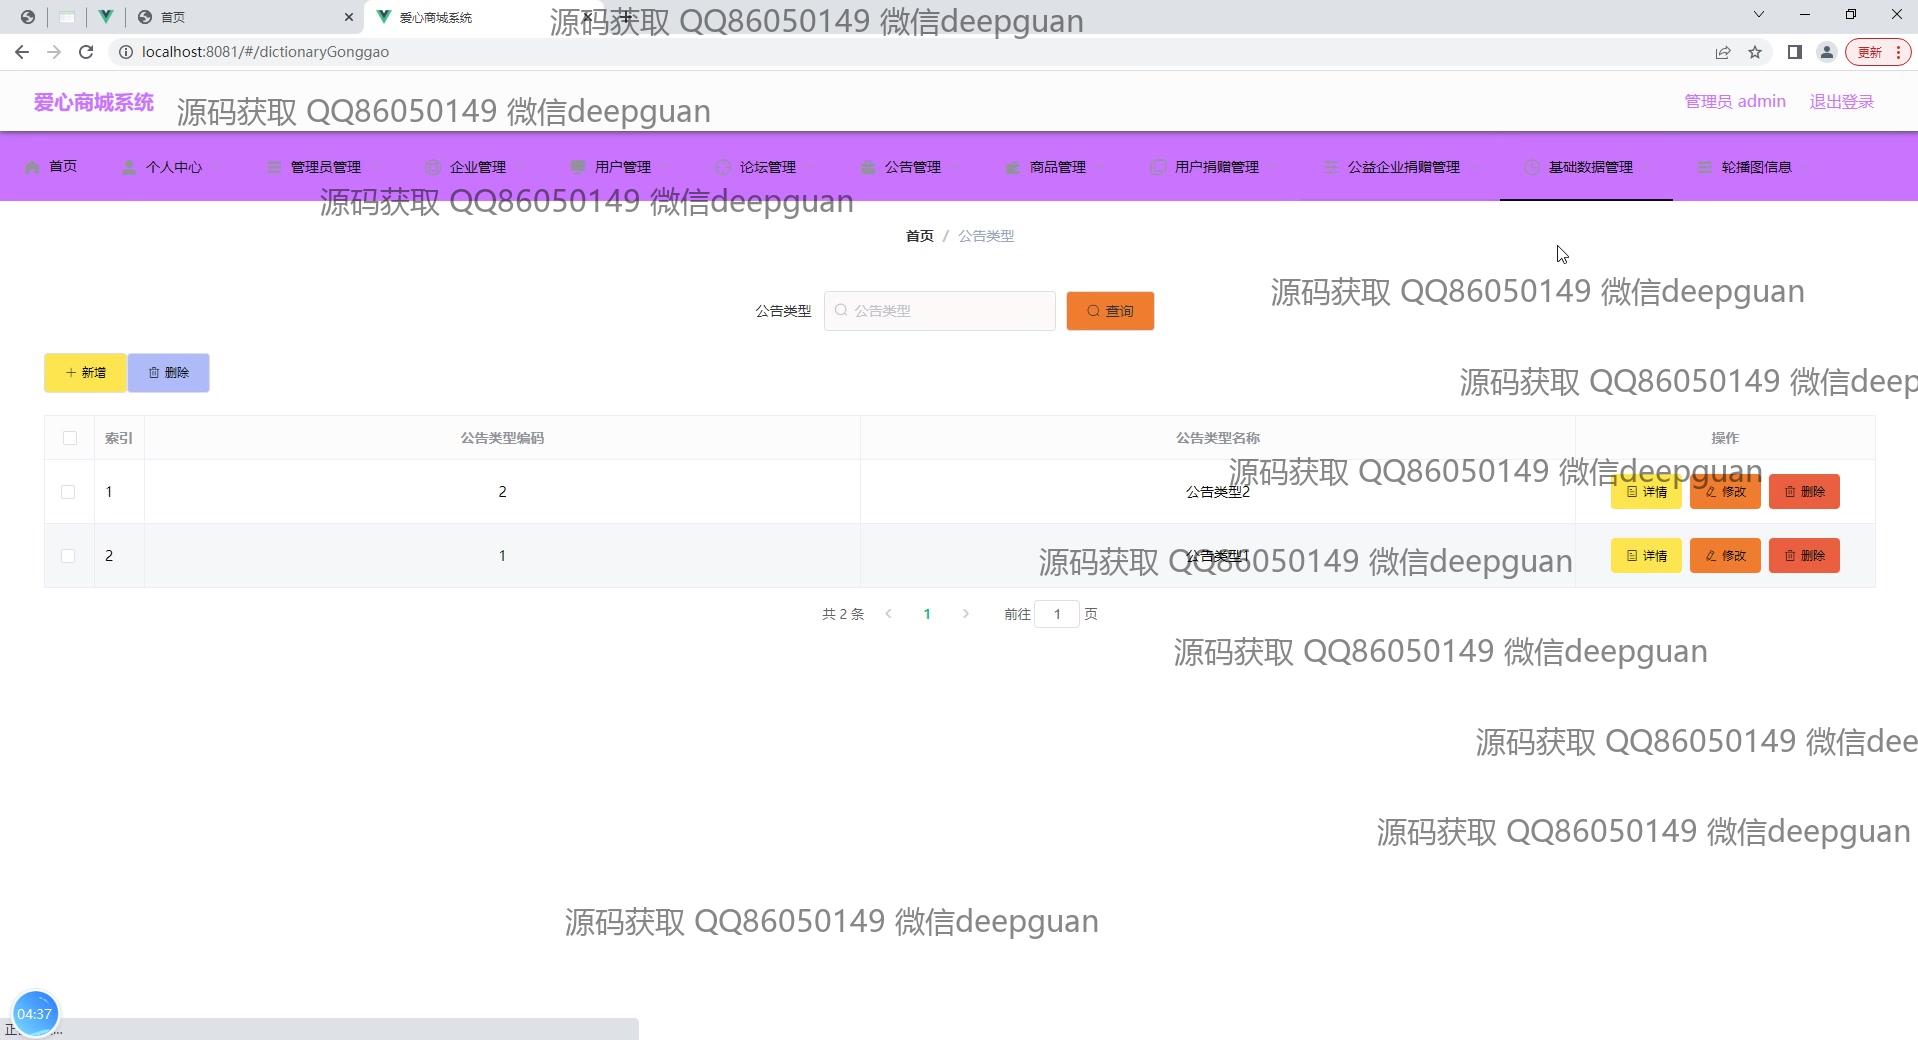 首页
爱心商城系统
源码获取 QQ86050149 微信deepguan
localhost:8081/#/dictionaryGonggao
更新
爱心商城系统
源码获取 QQ86050149 微信deepguan
管理员 admin
退出登录
首页 个人中心 管理员管理 企业管理 用户管理 论坛管理 公告管理 商品管理 用户捐赠管理 公益企业捐赠管理 基础数据管理 轮播图信息
源码获取 QQ86050149 微信deepguan
首页 / 公告类型
源码获取 QQ86050149 微信deepguan
公告类型 公告类型 查询
新增 删除
源码获取 QQ86050149 微信deep
索引 公告类型编码 公告类型名称 操作
源码获取 QQ86050149 微信deepguan
1 2 公告类型2 详情 修改 删除
2 1 公告类型1 详情 修改 删除
源码获取 QQ86050149 微信deepguan
共 2 条 1 前往 1 页
源码获取 QQ86050149 微信deepguan
源码获取 QQ86050149 微信dee
源码获取 QQ86050149 微信deepguan
源码获取 QQ86050149 微信deepguan
04:37
正